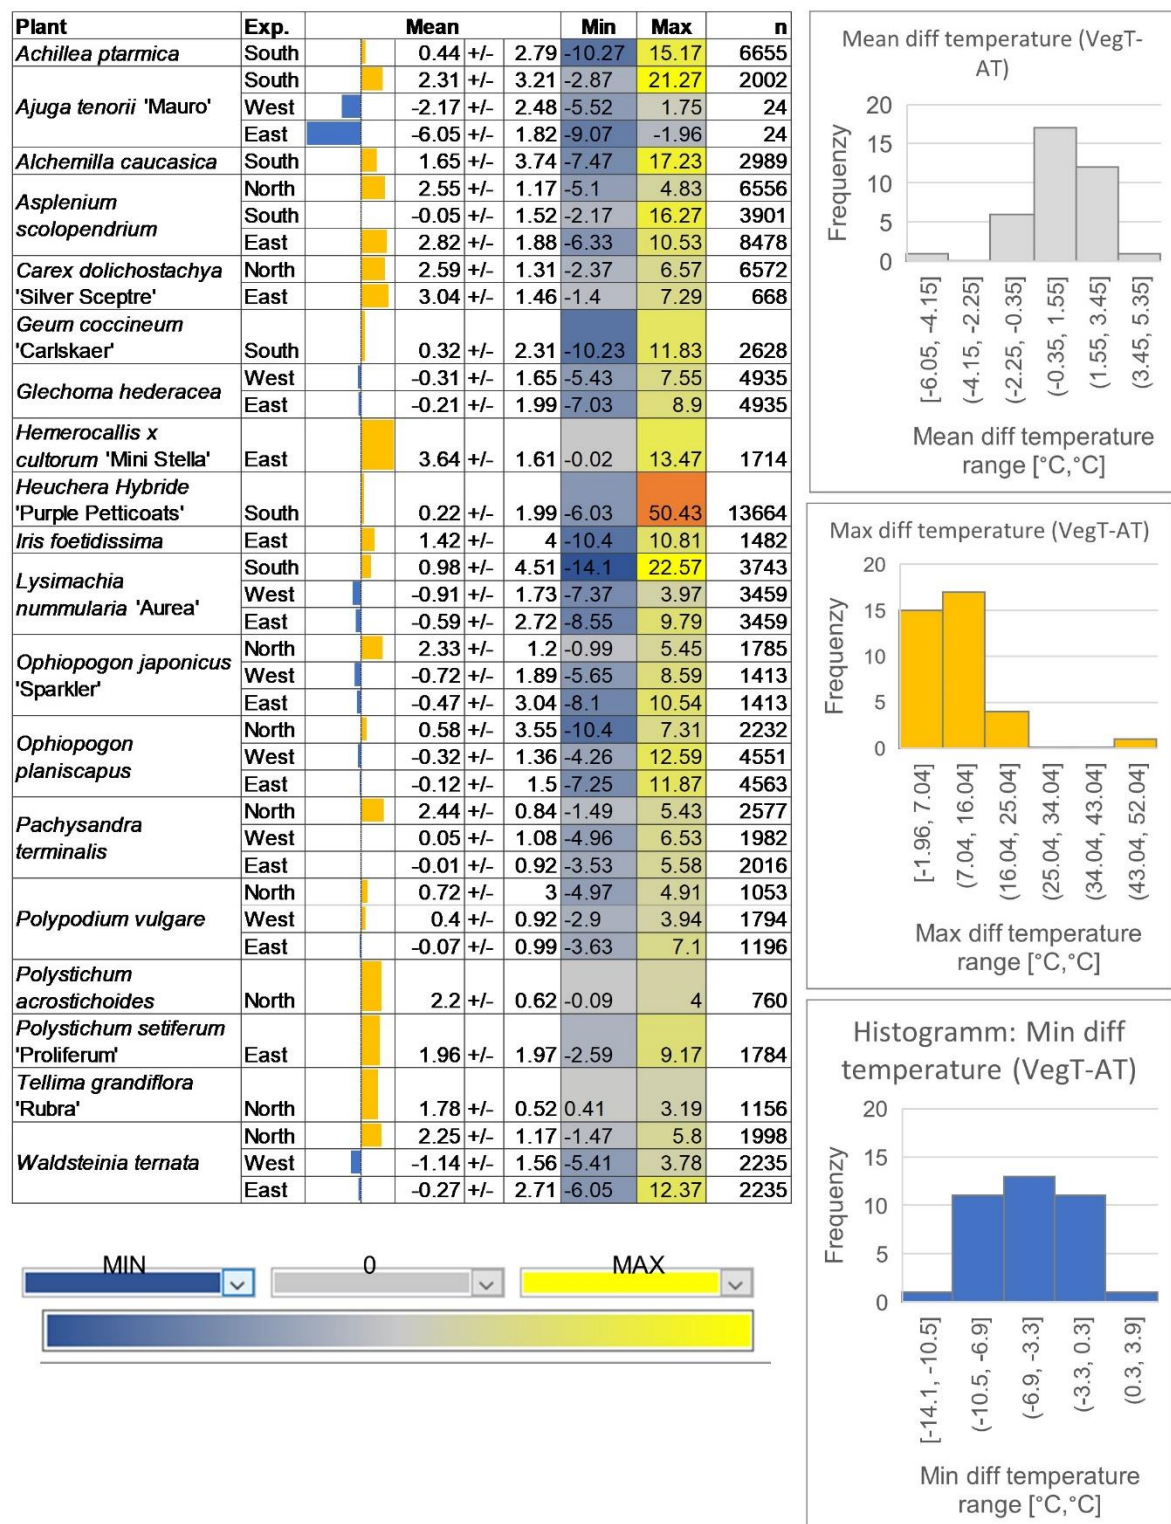 Plant Exp. Mean Min Max n
Achillea ptarmica South 0.44 +/- 2.79 -10.27 15.17 6655
South 2.31 +/- 3.21 -2.87 21.27 2002
Ajuga tenorii 'Mauro' West -2.17 +/- 2.48 -5.52 1.75 24
East -6.05 +/- 1.82 -9.07 -1.96 24
Alchemilla caucasica South 1.65 +/- 3.74 -7.47 17.23 2989
Asplenium
scolopendrium
North 2.55 +/- 1.17 -5.1 4.83 6556
South -0.05 +/- 1.52 -2.17 16.27 3901
East 2.82 +/- 1.88 -6.33 10.53 8478
Carex dolichostachya
'Silver Sceptre'
North 2.59 +/- 1.31 -2.37 6.57 6572
East 3.04 +/- 1.46 -1.4 7.29 668
Geum coccineum
'Carlskaer' South 0.32 +/- 2.31 -10.23 11.83 2628
Glechoma hederacea
West -0.31 +/- 1.65 -5.43 7.55 4935
East -0.21 +/- 1.99 -7.03 8.9 4935
Hemerocallis x
cultorum 'Mini Stella' East 3.64 +/- 1.61 -0.02 13.47 1714
Heuchera Hybride
'Purple Petticoats' South 0.22 +/- 1.99 -6.03 50.43 13664
Iris foetidissima East 1.42 +/- 4 -10.4 10.81 1482
Lysimachia
nummularia 'Aurea'
South 0.98 +/- 4.51 -14.1 22.57 3743
West -0.91 +/- 1.73 -7.37 3.97 3459
East -0.59 +/- 2.72 -8.55 9.79 3459
Ophiopogon japonicus
'Sparkler'
North 2.33 +/- 1.2 -0.99 5.45 1785
West -0.72 +/- 1.89 -5.65 8.59 1413
East -0.47 +/- 3.04 -8.1 10.54 1413
Ophiopogon
planiscapus
North 0.58 +/- 3.55 -10.4 7.31 2232
West -0.32 +/- 1.36 -4.26 12.59 4551
East -0.12 +/- 1.5 -7.25 11.87 4563
Pachysandra
terminalis
North 2.44 +/- 0.84 -1.49 5.43 2577
West 0.05 +/- 1.08 -4.96 6.53 1982
East -0.01 +/- 0.92 -3.53 5.58 2016
Polypodium vulgare
North 0.72 +/- 3 -4.97 4.91 1053
West 0.4 +/- 0.92 -2.9 3.94 1794
East -0.07 +/- 0.99 -3.63 7.1 1196
Polystichum
acrostichoides North 2.2 +/- 0.62 -0.09 4 760
Polystichum setiferum
'Proliferum' East 1.96 +/- 1.97 -2.59 9.17 1784
Tellima grandiflora
'Rubra' North 1.78 +/- 0.52 0.41 3.19 1156
Waldsteinia ternata
North 2.25 +/- 1.17 -1.47 5.8 1998
West -1.14 +/- 1.56 -5.41 3.78 2235
East -0.27 +/- 2.71 -6.05 12.37 2235
MIN 0 MAX
Mean diff temperature (VegT-
AT)
20
15
10
5
0
Frequenzy
[-6.05, -4.15]
(-4.15, -2.25]
(-2.25, -0.35]
(-0.35, 1.55]
(1.55, 3.45]
(3.45, 5.35]
Mean diff temperature
range [°C,°C]
Max diff temperature (VegT-AT)
20
15
10
5
0
Frequenzy
[-1.96, 7.04]
(7.04, 16.04]
(16.04, 25.04]
(25.04, 34.04]
(34.04, 43.04]
(43.04, 52.04]
Max diff temperature
range [°C,°C]
Histogramm: Min diff
temperature (VegT-AT)
20
15
10
5
0
Frequenzy
[-14.1, -10.5]
(-10.5, -6.9]
(-6.9, -3.3]
(-3.3, 0.3]
(0.3, 3.9]
Min diff temperature
range [°C,°C]